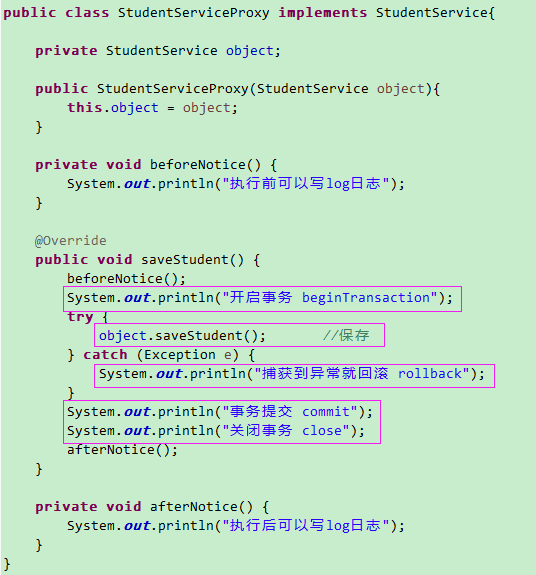 public class StudentServiceProxy implements StudentService{
private StudentService object;
public StudentServiceProxy(StudentService object){
this.object = object;
}
private void beforeNotice() {
System.out.println("执行前可以写log日志");
}
@Override
public void saveStudent() {
beforeNotice();
System.out.println("开启事务 beginTransaction");
try {
object.saveStudent(); //保存
} catch (Exception e) {
System.out.println("捕获到异常就回滚 rollback");
}
System.out.println("事务提交 commit");
System.out.println("关闭事务 close");
afterNotice();
}
private void afterNotice() {
System.out.println("执行后可以写log日志");
}
}